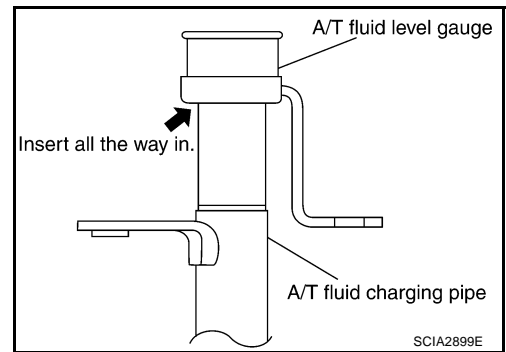 A/T fluid level gauge
Insert all the way in.
A/T fluid charging pipe
SCIA2899E